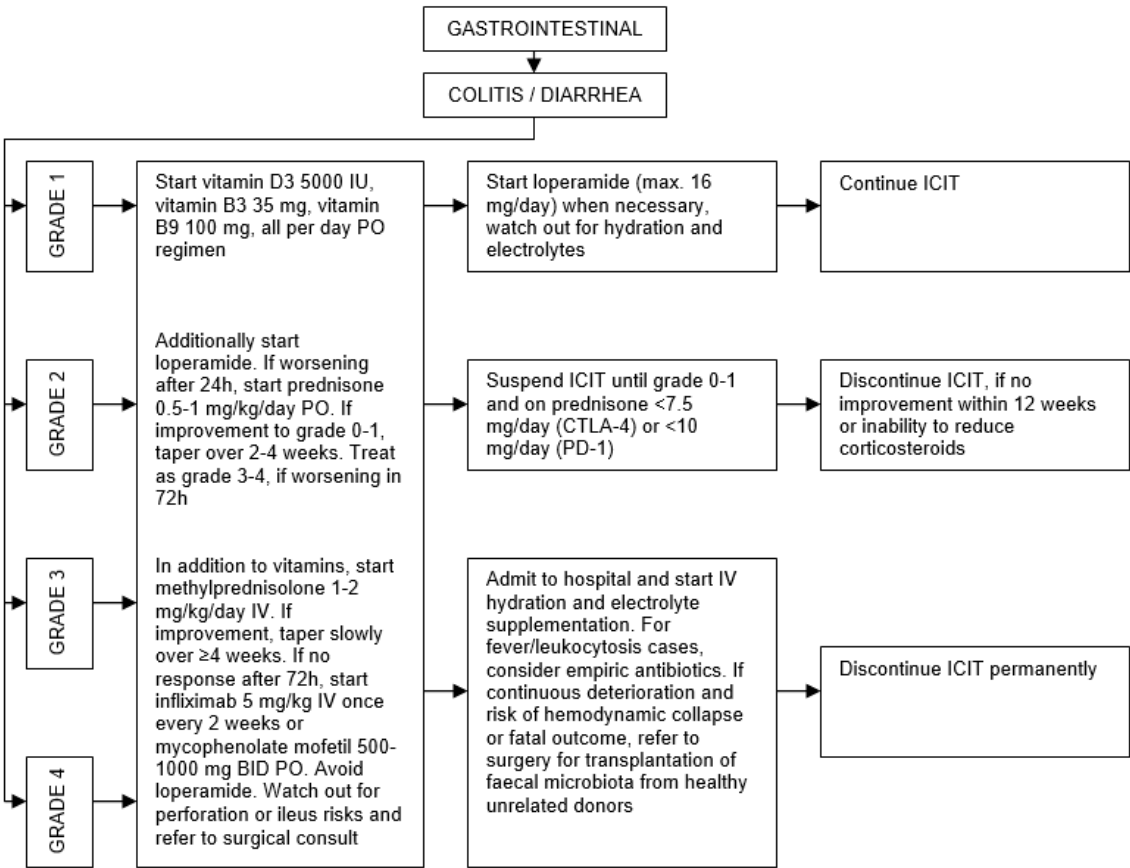 GASTROINTESTINAL
COLITIS / DIARRHEA
GRADE 1
Start vitamin D3 5000 IU,
vitamin B3 35 mg, vitamin
B9 100 mg, all per day PO
regimen
Start loperamide (max. 16
mg/day) when necessary,
watch out for hydration and
electrolytes
Continue ICIT
GRADE 2
Additionally start
loperamide. If worsening
after 24h, start prednisone
0.5-1 mg/kg/day PO. If
improvement to grade 0-1,
taper over 2-4 weeks. Treat
as grade 3-4, if worsening in
72h
Suspend ICIT until grade 0-1
and on prednisone <7.5
mg/day (CTLA-4) or <10
mg/day (PD-1)
Discontinue ICIT, if no
improvement within 12 weeks
or inability to reduce
corticosteroids
GRADE 3
GRADE 4
In addition to vitamins, start
methylprednisolone 1-2
mg/kg/day IV. If
improvement, taper slowly
over ≥4 weeks. If no
response after 72h, start
infliximab 5 mg/kg IV once
every 2 weeks or
mycophenolate mofetil 500-
1000 mg BID PO. Avoid
loperamide. Watch out for
perforation or ileus risks and
refer to surgical consult
Admit to hospital and start IV
hydration and electrolyte
supplementation. For
fever/leukocytosis cases,
consider empiric antibiotics. If
continuous deterioration and
risk of hemodynamic collapse
or fatal outcome, refer to
surgery for transplantation of
faecal microbiota from healthy
unrelated donors
Discontinue ICIT permanently